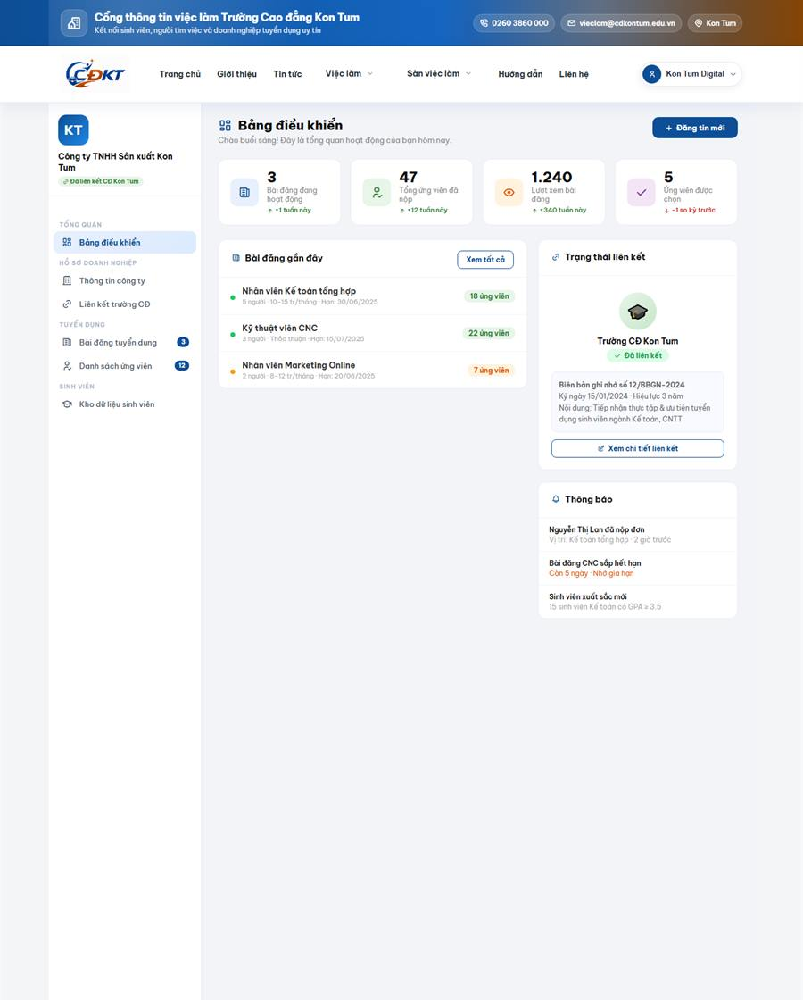 Cổng thông tin việc làm Trường Cao đẳng Kon Tum
Kết nối sinh viên, người tìm việc và doanh nghiệp tuyển dụng uy tín
0260 3860 000
vieclam@cdkontum.edu.vn
Kon Tum
CĐKT
Trang chủ
Giới thiệu
Tin tức
Việc làm
Sàn việc làm
Hướng dẫn
Liên hệ
Kon Tum Digital
KT
Công ty TNHH Sản xuất Kon
Tum
Đã liên kết CĐ Kon Tum
TỔNG QUAN
Bảng điều khiển
HỒ SƠ DOANH NGHIỆP
Thông tin công ty
Liên kết trường CĐ
TUYỂN DỤNG
Bài đăng tuyển dụng
3
Danh sách ứng viên
12
SINH VIÊN
Kho dữ liệu sinh viên
Bảng điều khiển
Chào buổi sáng! Đây là tổng quan hoạt động của bạn hôm nay.
+ Đăng tin mới
3
Bài đăng đang
hoạt động
↑ +1 tuần này
47
Tổng ứng viên đã
nộp
↑ +12 tuần này
1.240
Lượt xem bài
đăng
↑ +340 tuần này
5
Ứng viên được
chọn
↓ -1 so kỳ trước
Bài đăng gần đây
Xem tất cả
Nhân viên Kế toán tổng hợp
5 người · 10-15 tr/tháng · Hạn: 30/06/2025
18 ứng viên
Kỹ thuật viên CNC
3 người · Thỏa thuận · Hạn: 15/07/2025
22 ứng viên
Nhân viên Marketing Online
2 người · 8-12 tr/tháng · Hạn: 20/06/2025
7 ứng viên
Trạng thái liên kết
Trường CĐ Kon Tum
Đã liên kết
Biên bản ghi nhớ số 12/BBGN-2024
Ký ngày 15/01/2024 · Hiệu lực 3 năm
Nội dung: Tiếp nhận thực tập & ưu tiên tuyển
dụng sinh viên ngành Kế toán, CNTT
Xem chi tiết liên kết
Thông báo
Nguyễn Thị Lan đã nộp đơn
Vị trí: Kế toán tổng hợp · 2 giờ trước
Bài đăng CNC sắp hết hạn
Còn 5 ngày · Nhớ gia hạn
Sinh viên xuất sắc mới
15 sinh viên Kế toán có GPA ≥ 3.5